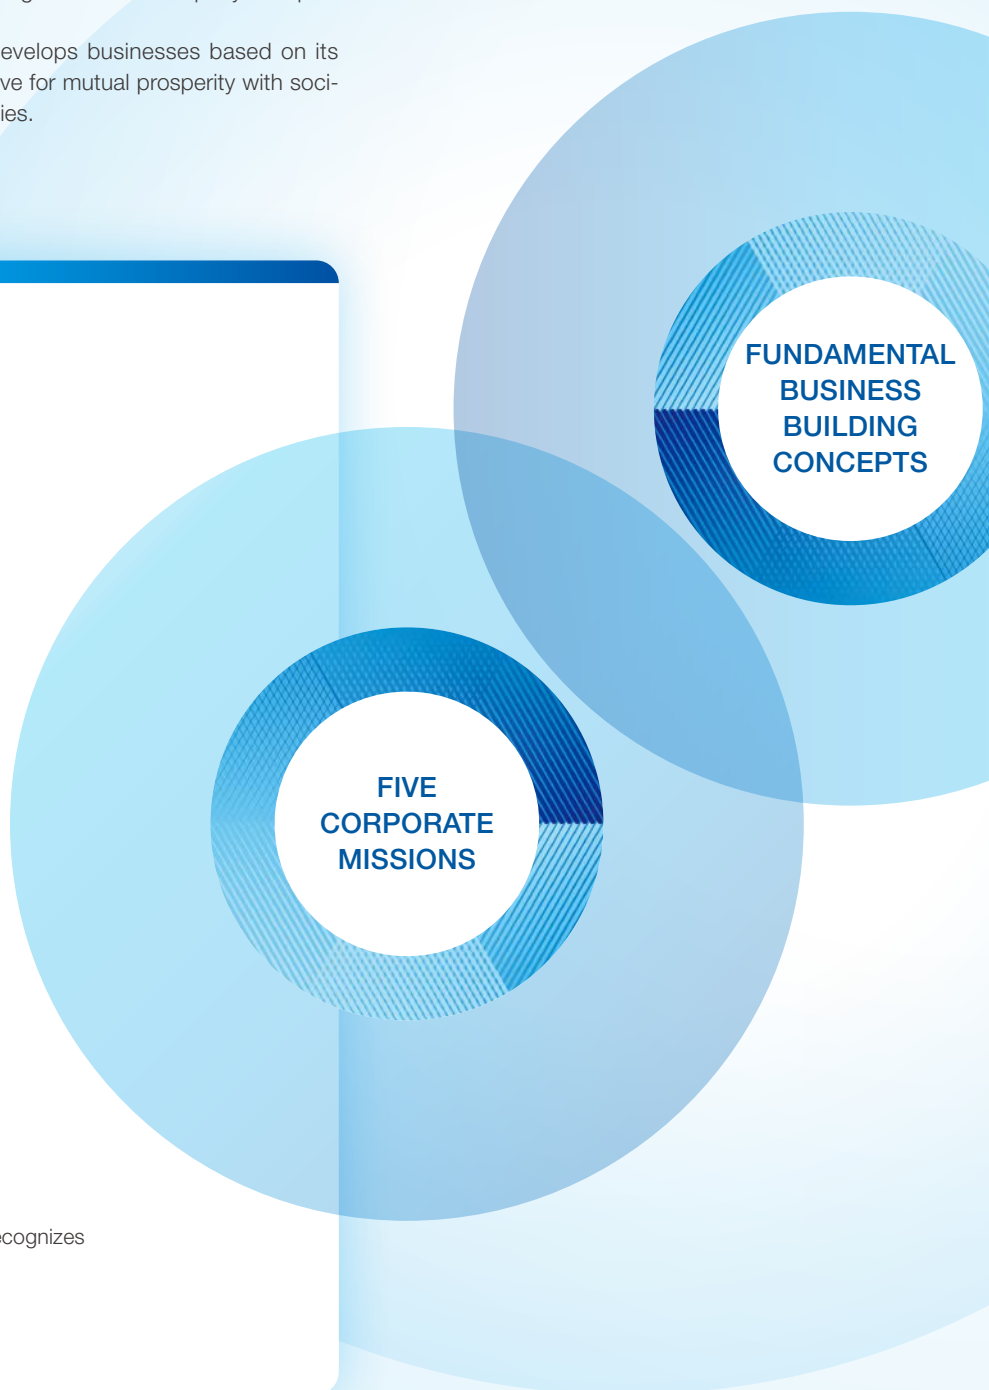 evelops businesses based on its
ve for mutual prosperity with soci-
ies.
FUNDAMENTAL
BUSINESS
BUILDING
CONCEPTS
FIVE
CORPORATE
MISSIONS
ecognizes